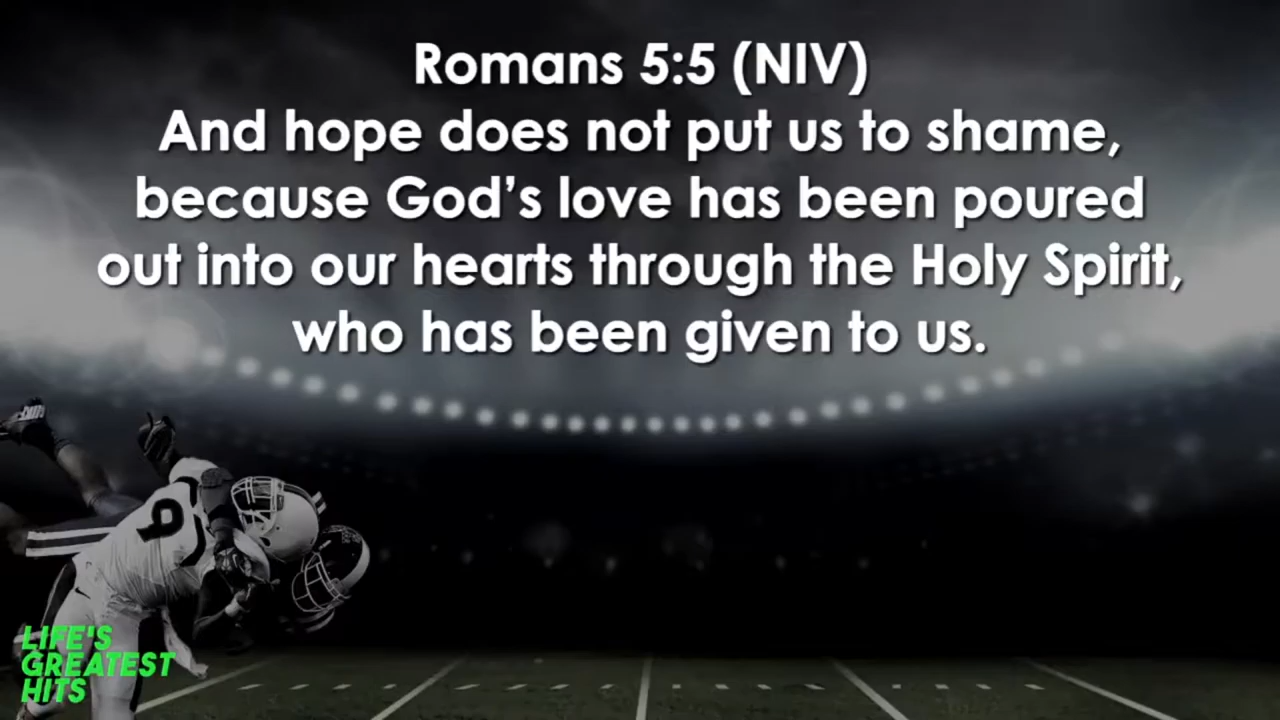 Romans 5:5 (NIV)
And hope does not put us to shame,
because God’s love has been poured
out into our hearts through the Holy Spirit,
who has been given to us.
9
LIFE'S
GREATEST
HITS